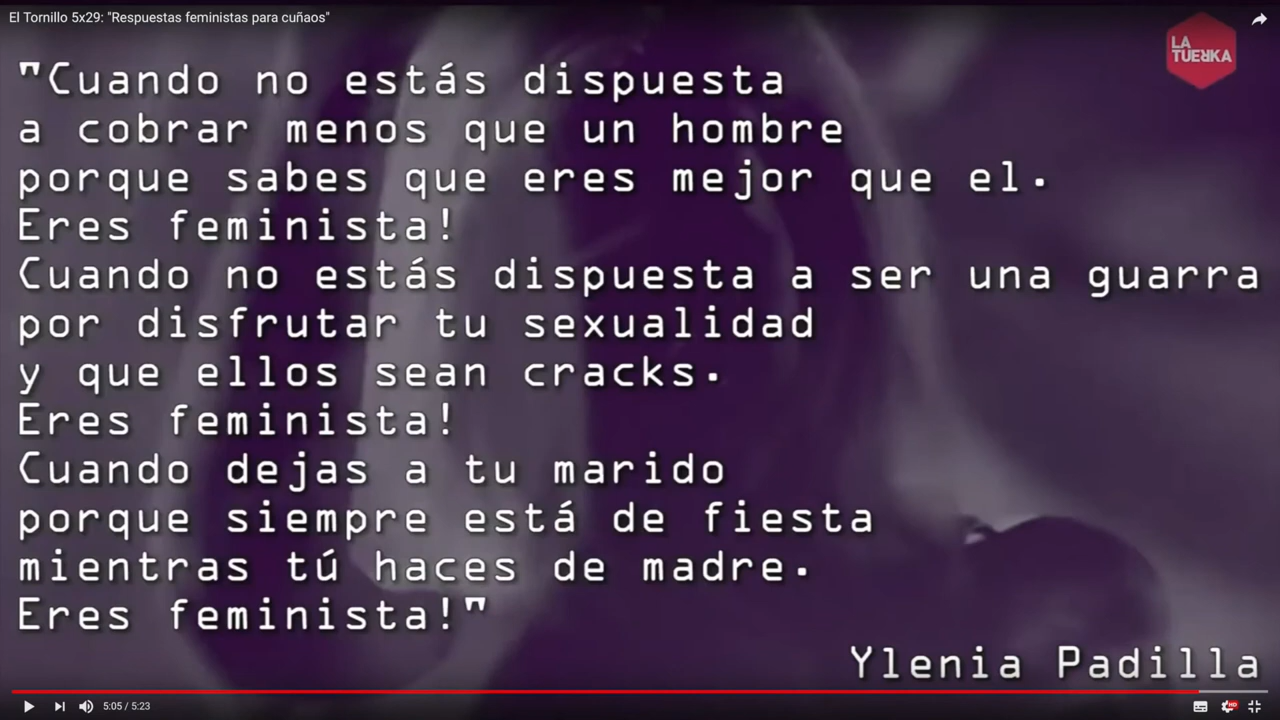 El Tornillo 5x29: "Respuestas feministas para cuñaos"
LA
TUERKA
"Cuando no estás dispuesta
a cobrar menos que un hombre
porque sabes que eres mejor que el.
Eres feminista!
Cuando no estás dispuesta a ser una guarra
por disfrutar tu sexualidad
y que ellos sean cracks.
Eres feminista!
Cuando dejas a tu marido
porque siempre está de fiesta
mientras tú haces de madre.
Eres feminista!"
Ylenia Padilla
5:05 / 5:23
HD